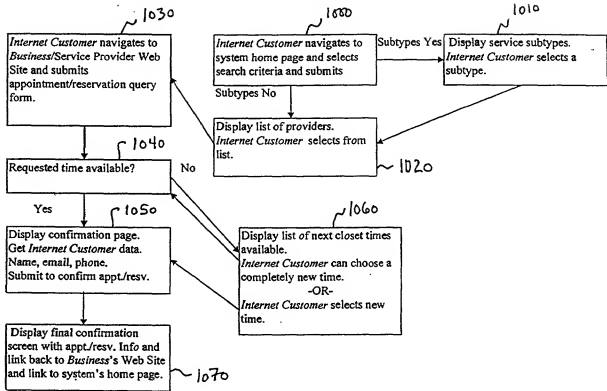 1030
Internet Customer navigates to
Business/Service Provider Web
Site and submits
appointment/reservation query
form.
1000
Internet Customer navigates to
system home page and selects
search criteria and submits
Subtypes Yes
1010
Display service subtypes.
Internet Customer selects a
subtype.
Subtypes No
Display list of providers.
Internet Customer selects from
list.
1020
1040
Requested time available?
No
Yes
1050
Display confirmation page.
Get Internet Customer data.
Name, email, phone.
Submit to confirm appt./resv.
1060
Display list of next closet times
available.
Internet Customer can choose a
completely new time.
-OR-
Internet Customer selects new
time.
Display final confirmation
screen with appt./resv. Info and
link back to Business's Web Site
and link to system's home page.
1070